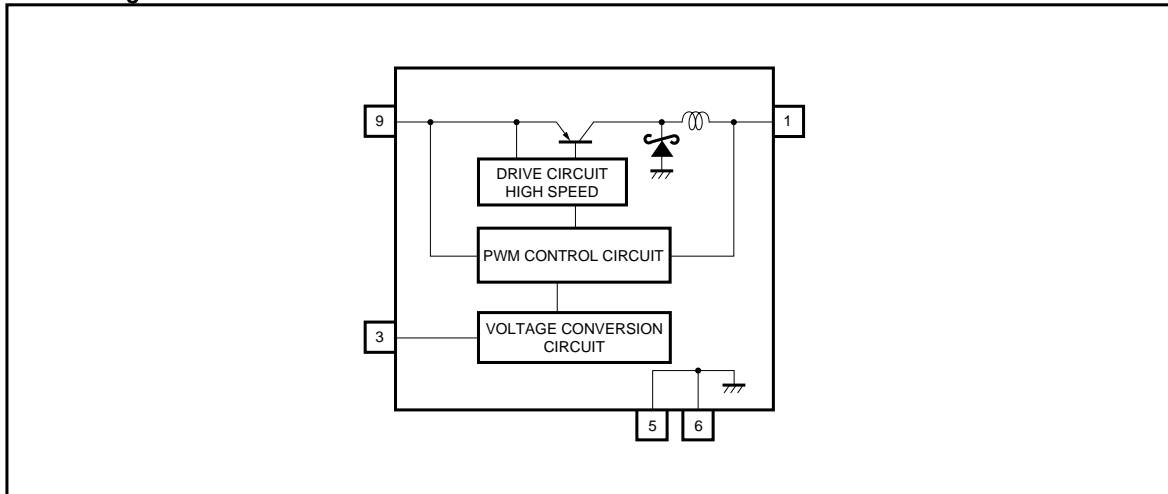 9
1
DRIVE CIRCUIT
HIGH SPEED
PWM CONTROL CIRCUIT
3
VOLTAGE CONVERSION
CIRCUIT
5
6